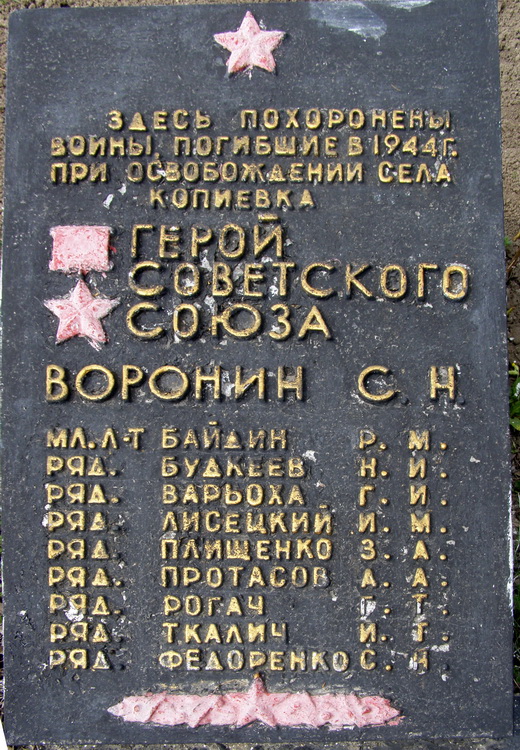 ЗДЕСЬ ПОХОРОНЕНЫ
ВОИНЫ, ПОГИБШИЕ В 1944 Г.
ПРИ ОСВОБОЖДЕНИИ СЕЛА
КОПИЕВКА
ГЕРОЙ
СОВЕТСКОГО
СОЮЗА
ВОРОНИН С Н
МЛ. Л-Т БАЙДИН Р. М.
РЯД. БУДКЕЕВ Н. И.
РЯД. ВАРЬОХА Г. И.
РЯД. ЛИСЕЦКИЙ И. М.
РЯД. ПЛИЩЕНКО З. А.
РЯД. ПРОТАСОВ А. А.
РЯД. РОГАЧ Г. Т.
РЯД. ТКАЛИЧ И. Т.
РЯД. ФЕДОРЕНКО С. Н.